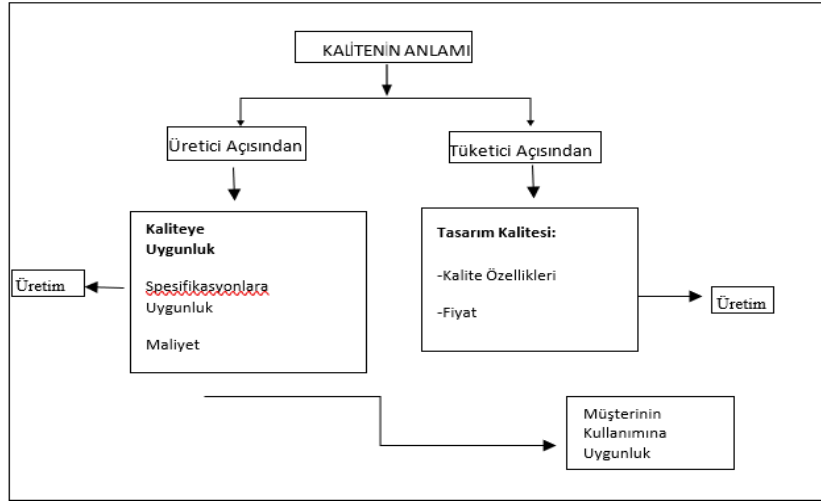 KALİTENİN ANLAMI
Üretici Açısından
Tüketici Açısından
Kaliteye
Uygunluk
Spesifikasyonlara
Uygunluk
Maliyet
Tasarım Kalitesi:
-Kalite Özellikleri
-Fiyat
Üretim
Üretim
Müşterinin
Kullanımına
Uygunluk